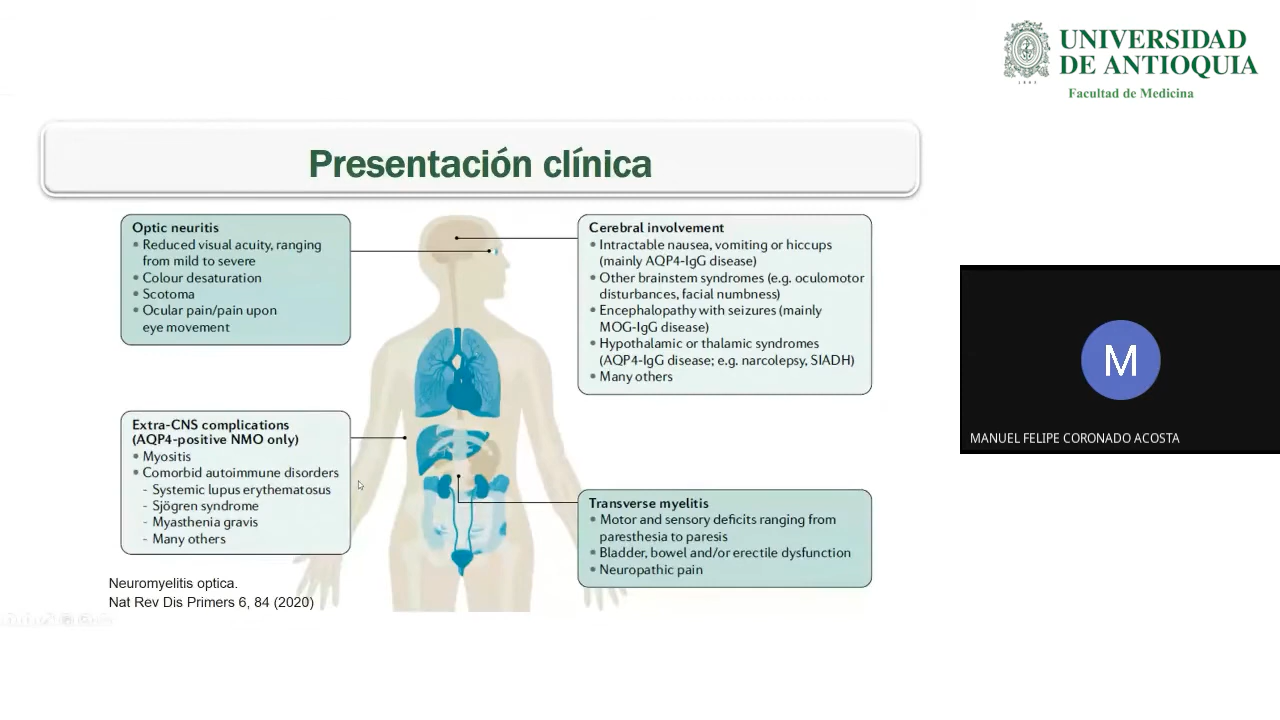 UNIVERSIDAD
DE ANTIOQUIA
Facultad de Medicina
Presentación clínica
Optic neuritis
• Reduced visual acuity, ranging
from mild to severe
• Colour desaturation
• Scotoma
• Ocular pain/pain upon
eye movement
Cerebral involvement
• Intractable nausea, vomiting or hiccups
(mainly AQP4-IgG disease)
• Other brainstem syndromes (e.g. oculomotor
disturbances, facial numbness)
• Encephalopathy with seizures (mainly
MOG-IgG disease)
• Hypothalamic or thalamic syndromes
(AQP4-IgG disease; e.g. narcolepsy, SIADH)
• Many others
Extra-CNS complications
(AQP4-positive NMO only)
• Myositis
• Comorbid autoimmune disorders
- Systemic lupus erythematosus
- Sjögren syndrome
- Myasthenia gravis
- Many others
Transverse myelitis
• Motor and sensory deficits ranging from
paresthesia to paresis
• Bladder, bowel and/or erectile dysfunction
• Neuropathic pain
Neuromyelitis optica.
Nat Rev Dis Primers 6, 84 (2020)
M
MANUEL FELIPE CORONADO ACOSTA